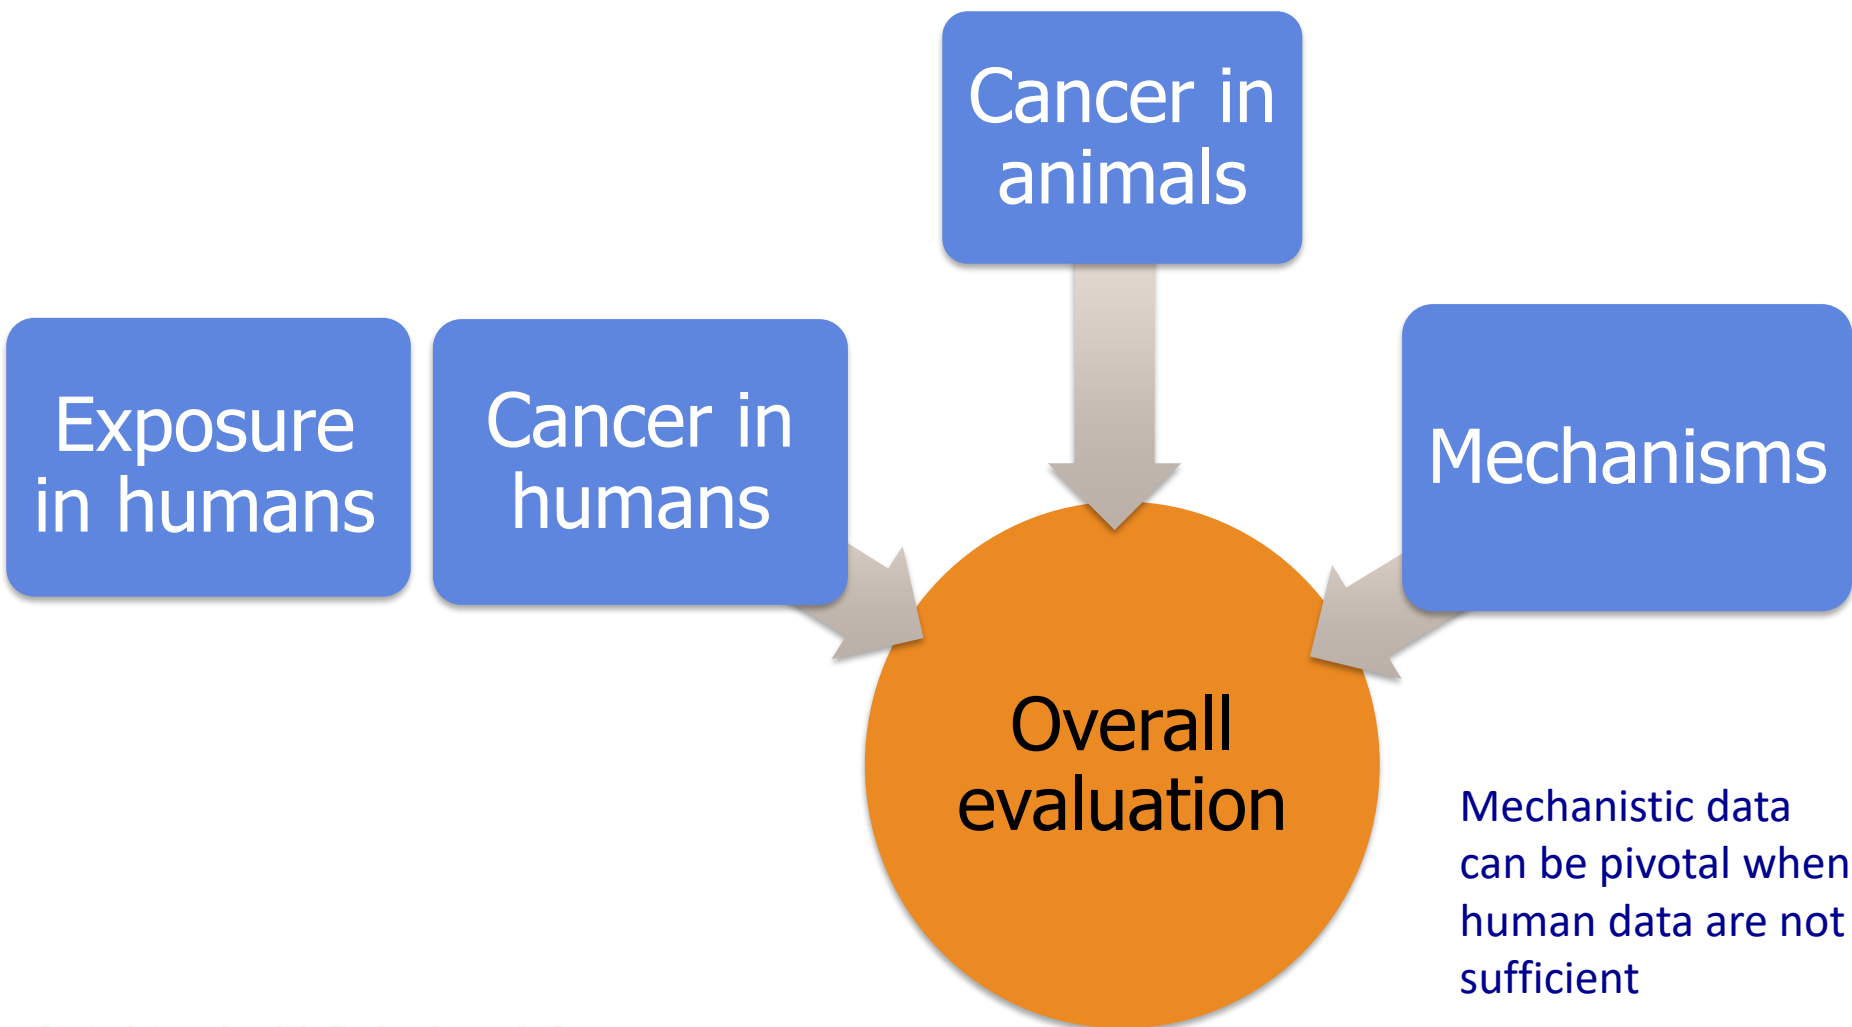 Cancer in
animals
Exposure
in humans
Cancer in
humans
Mechanisms
Overall
evaluation
Mechanistic data
can be pivotal when
human data are not
sufficient